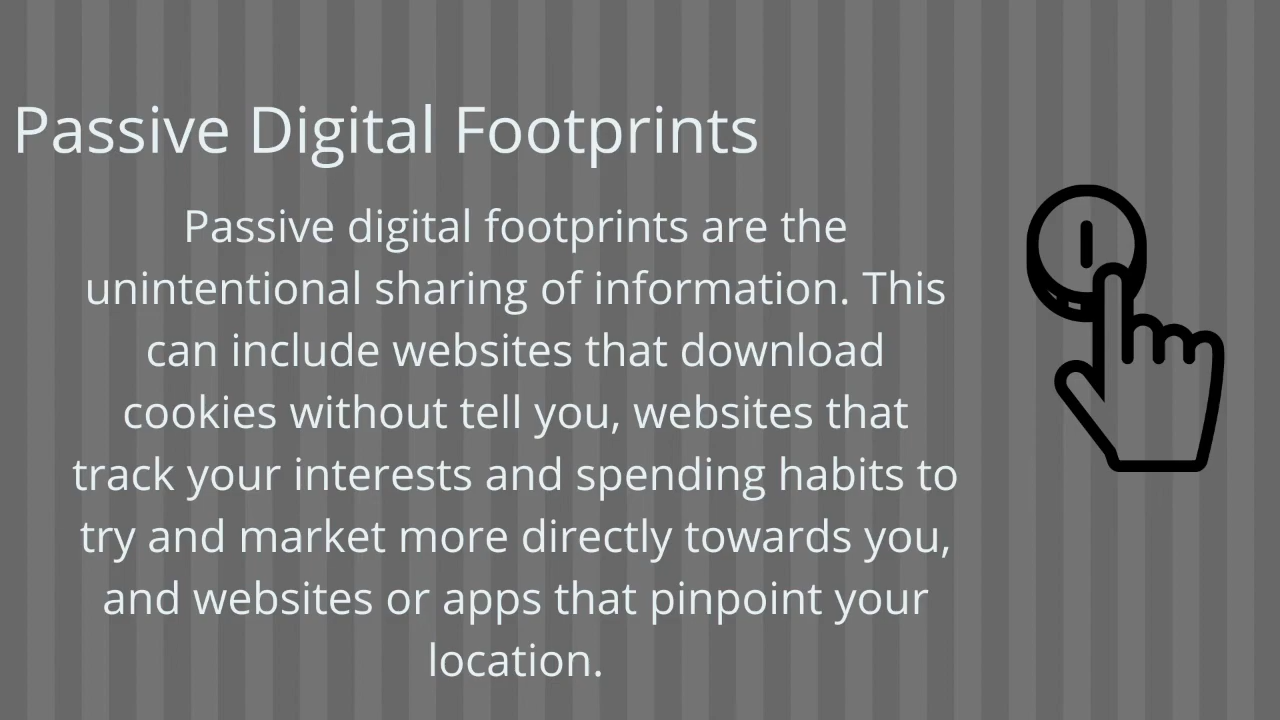 Passive Digital Footprints
Passive digital footprints are the
unintentional sharing of information. This
can include websites that download
cookies without tell you, websites that
track your interests and spending habits to
try and market more directly towards you,
and websites or apps that pinpoint your
location.